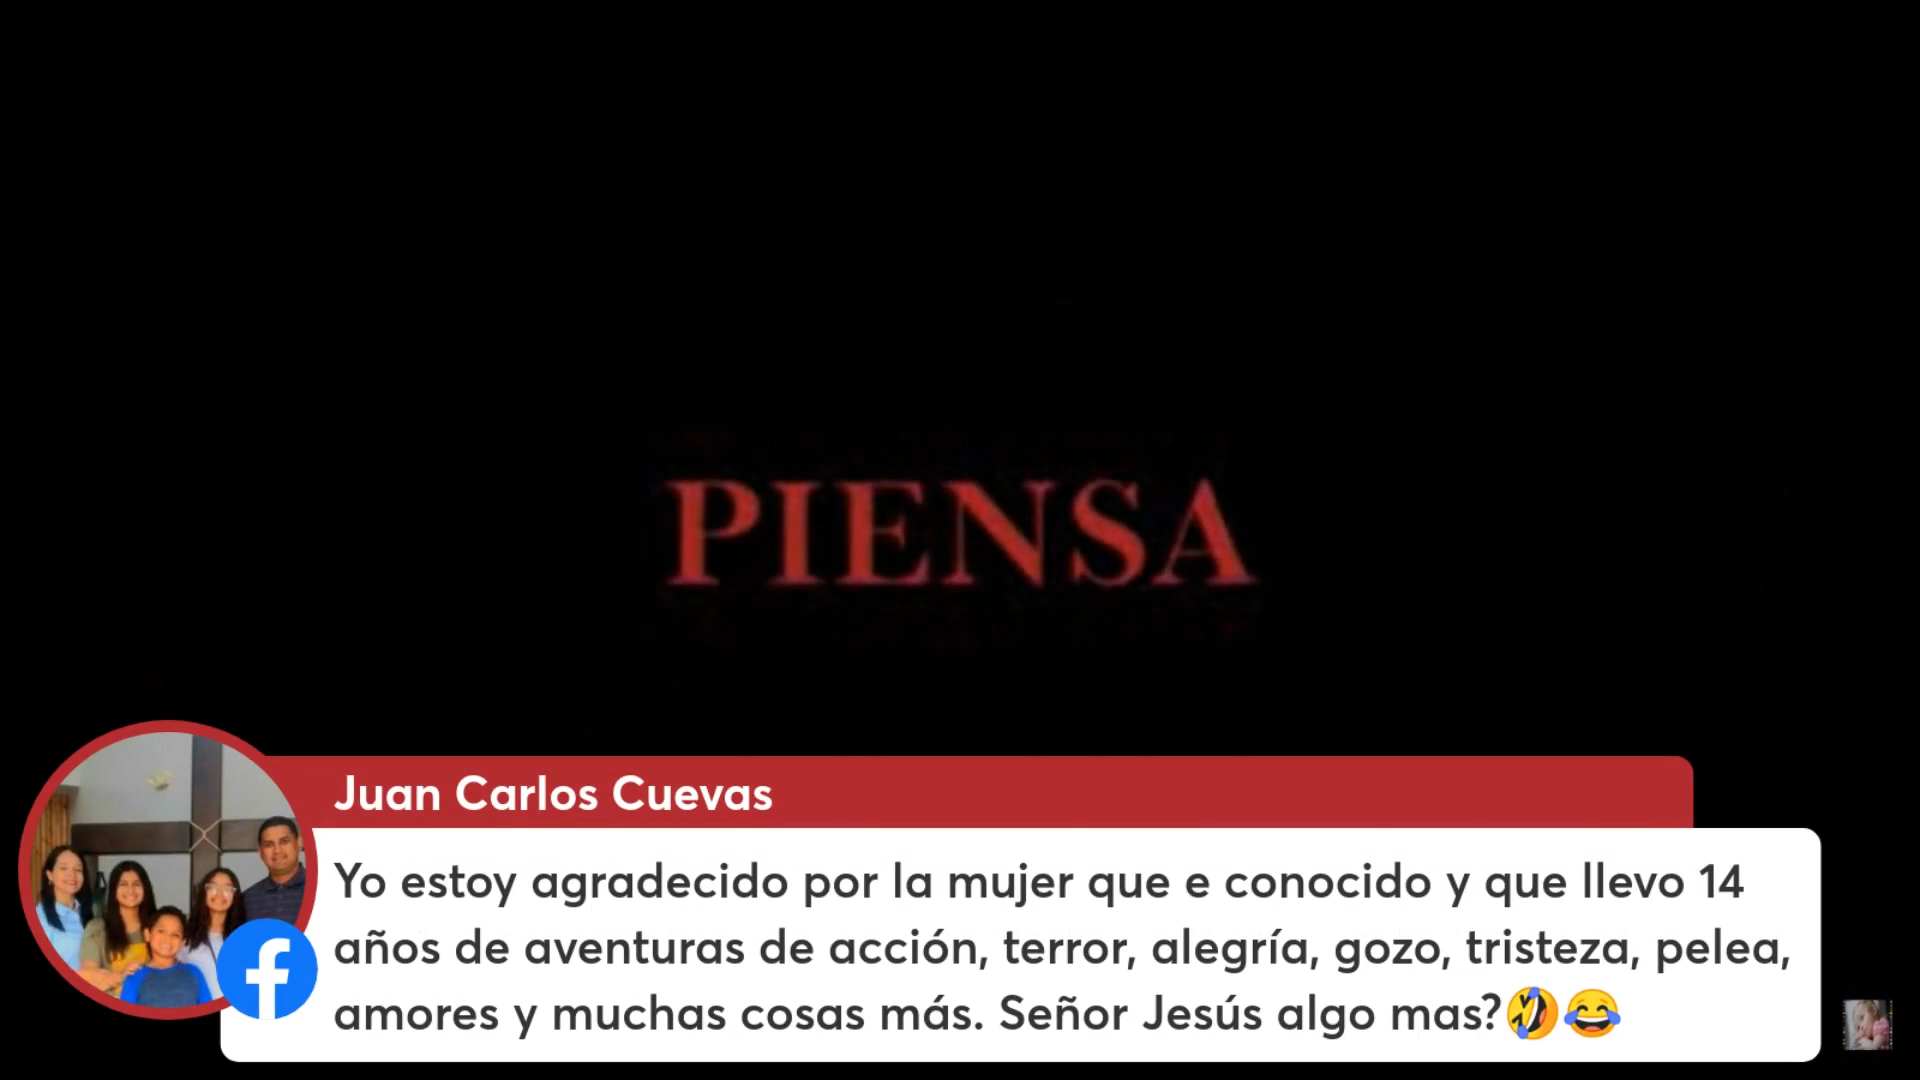 PIENSA
Juan Carlos Cuevas
Yo estoy agradecido por la mujer que e conocido y que llevo 14
años de aventuras de acción, terror, alegría, gozo, tristeza, pelea,
amores y muchas cosas más. Señor Jesús algo mas?🤣😂